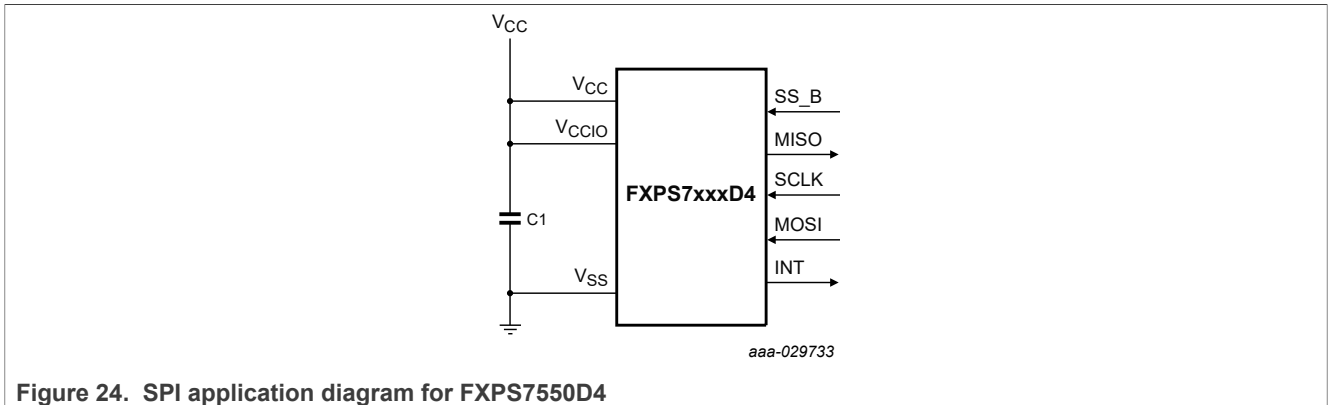 VCC
VCC
VCCIO
C1
VSS
FXPS7xxxD4
SS_B
MISO
SCLK
MOSI
INT
aaa-029733
Figure 24. SPI application diagram for FXPS7550D4